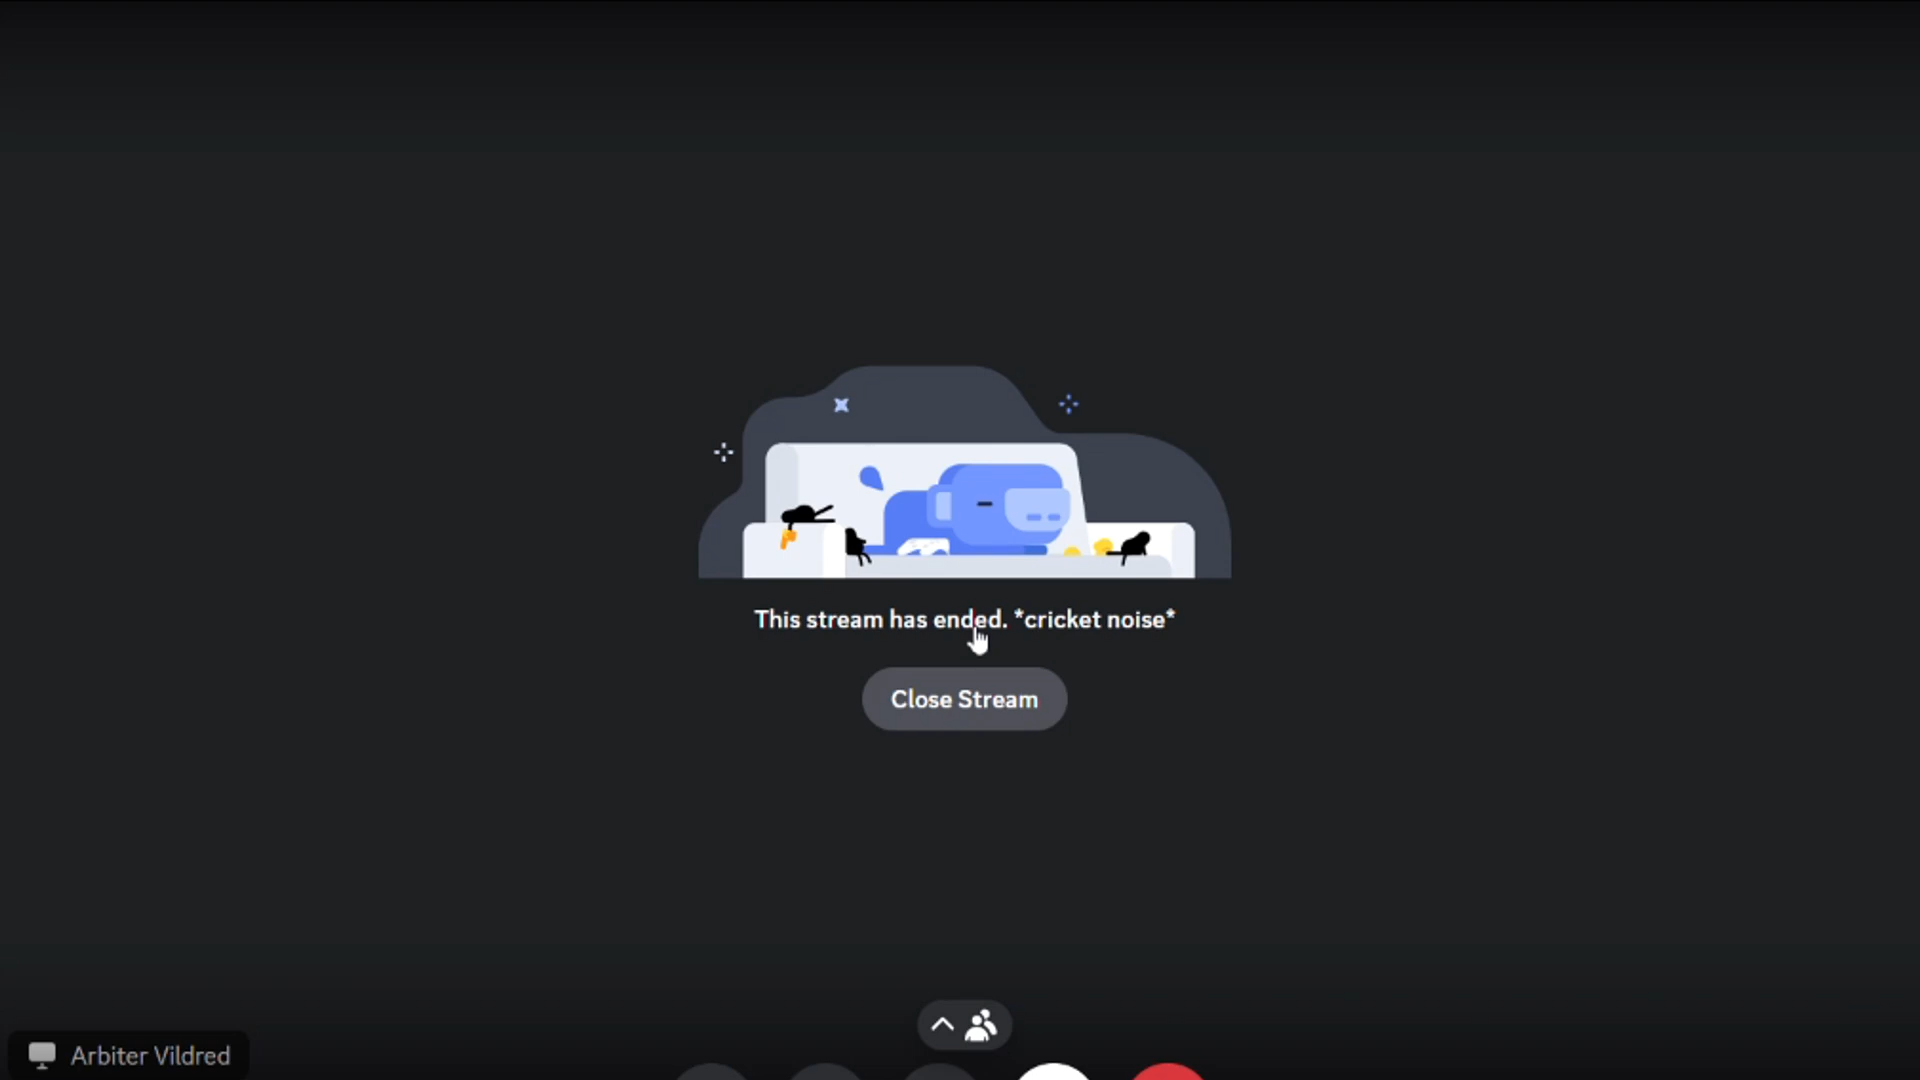 This stream has ended. *cricket noise*
Close Stream
Arbiter Vildred